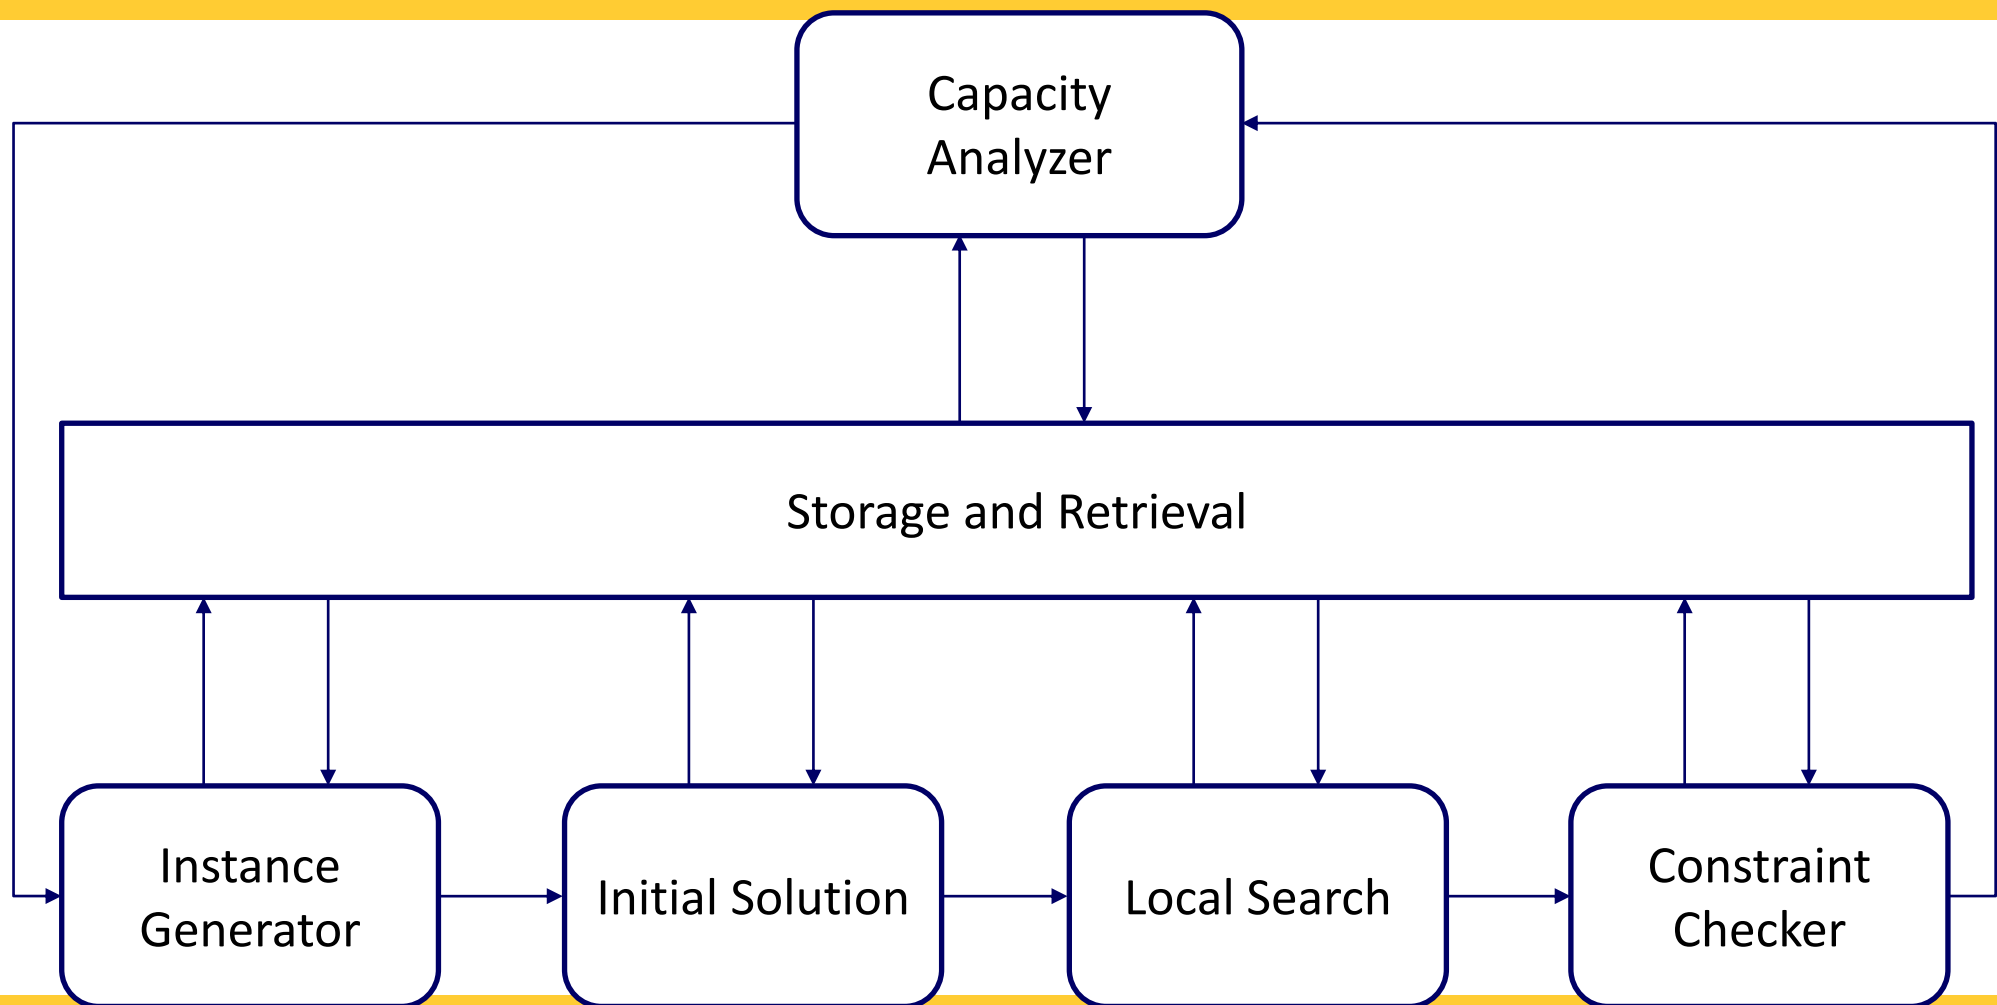 Capacity
Analyzer
Storage and Retrieval
Instance
Generator
Initial Solution
Local Search
Constraint
Checker